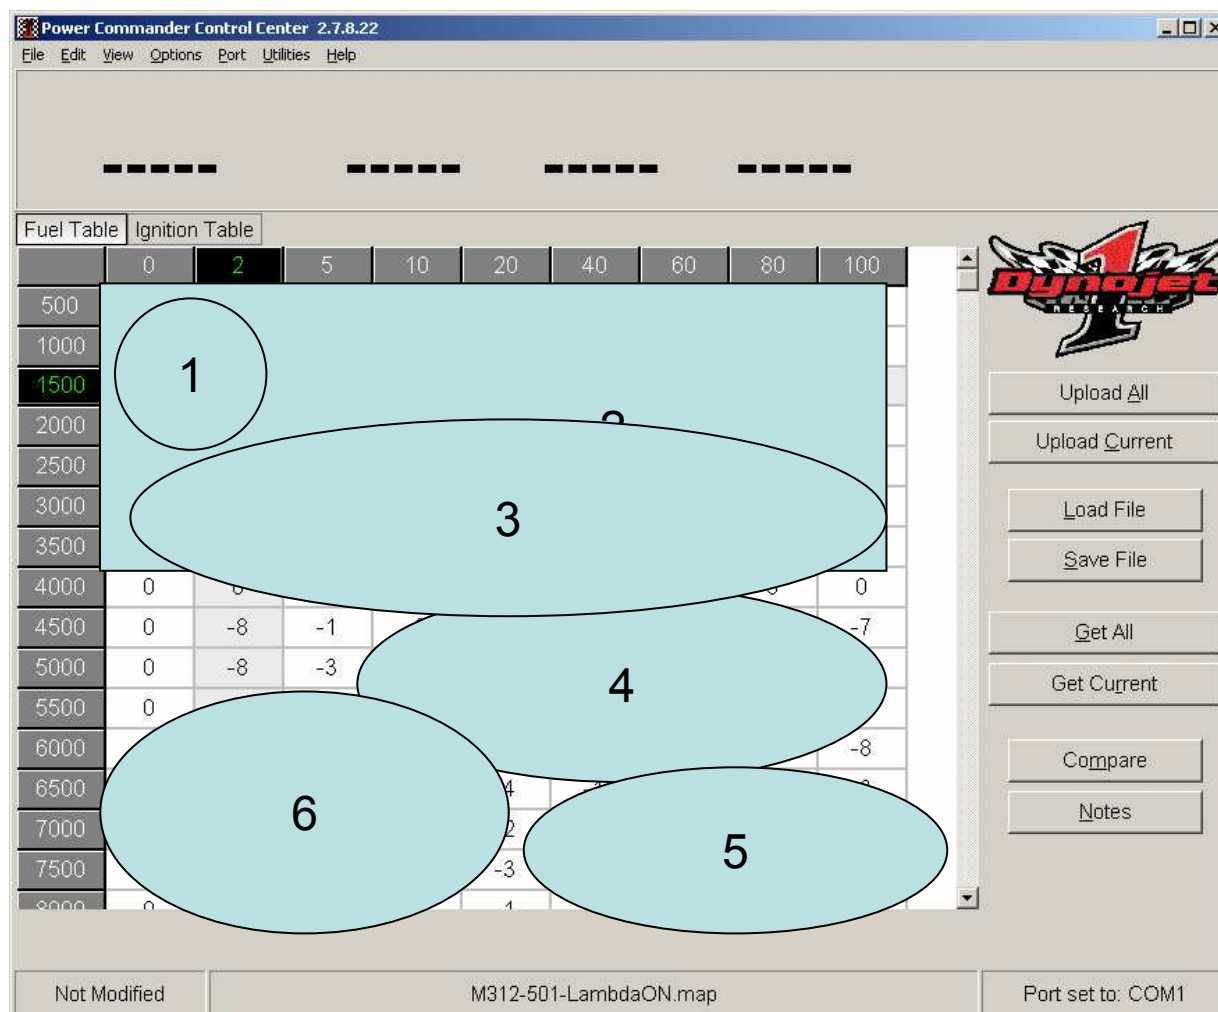 Power Commander Control Center 2.7.8.22
File Edit View Options Port Utilities Help
----- ----- ----- -----
Fuel Table Ignition Table
0 2 5 10 20 40 60 80 100
Dynojet
RESEARCH
500
1000
1
1500
Upload All
2000
Upload Current
2500
3000 3
Load File
3500
Save File
4000 0 0
4500 0 -8 -1 -7
Get All
5000 0 -8 -3
4
Get Current
5500 0
6000 -8
Compare
6500
6
Notes
7000
5
7500 -3
8000 0
Not Modified M312-501-LambdaON.map Port set to: COM1